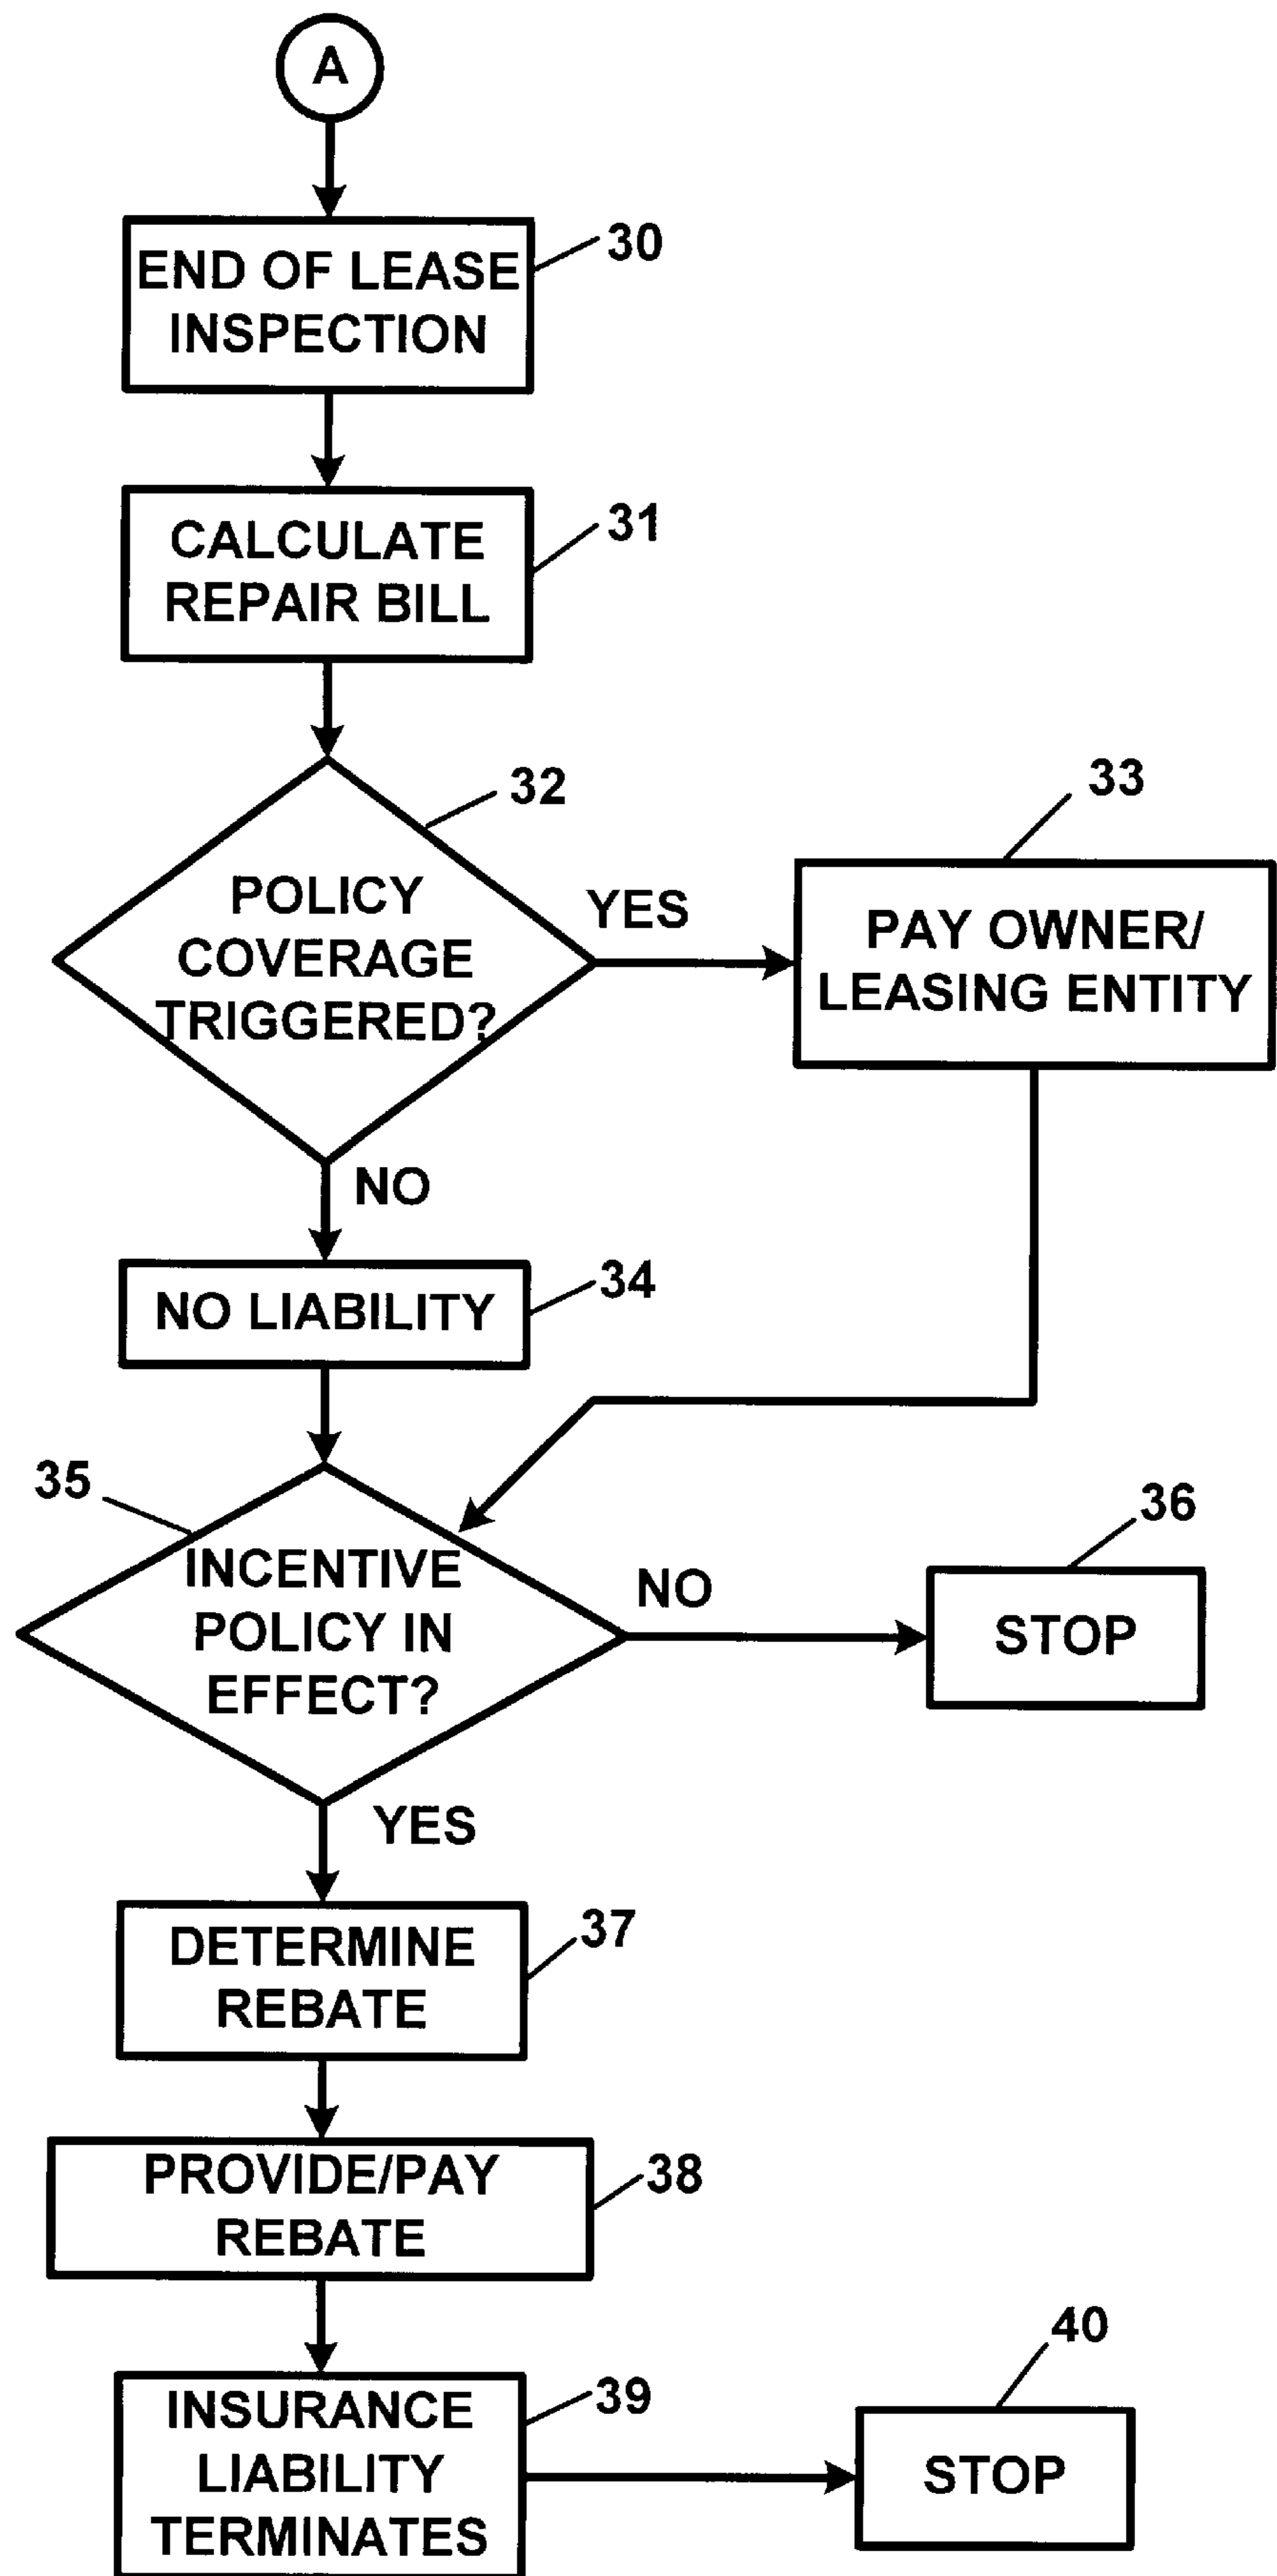 A
30
END OF LEASE
INSPECTION
31
CALCULATE
REPAIR BILL
32
POLICY
COVERAGE
TRIGGERED?
YES
33
PAY OWNER/
LEASING ENTITY
NO
34
NO LIABILITY
35
INCENTIVE
POLICY IN
EFFECT?
NO
36
STOP
YES
37
DETERMINE
REBATE
38
PROVIDE/PAY
REBATE
39
INSURANCE
LIABILITY
TERMINATES
40
STOP